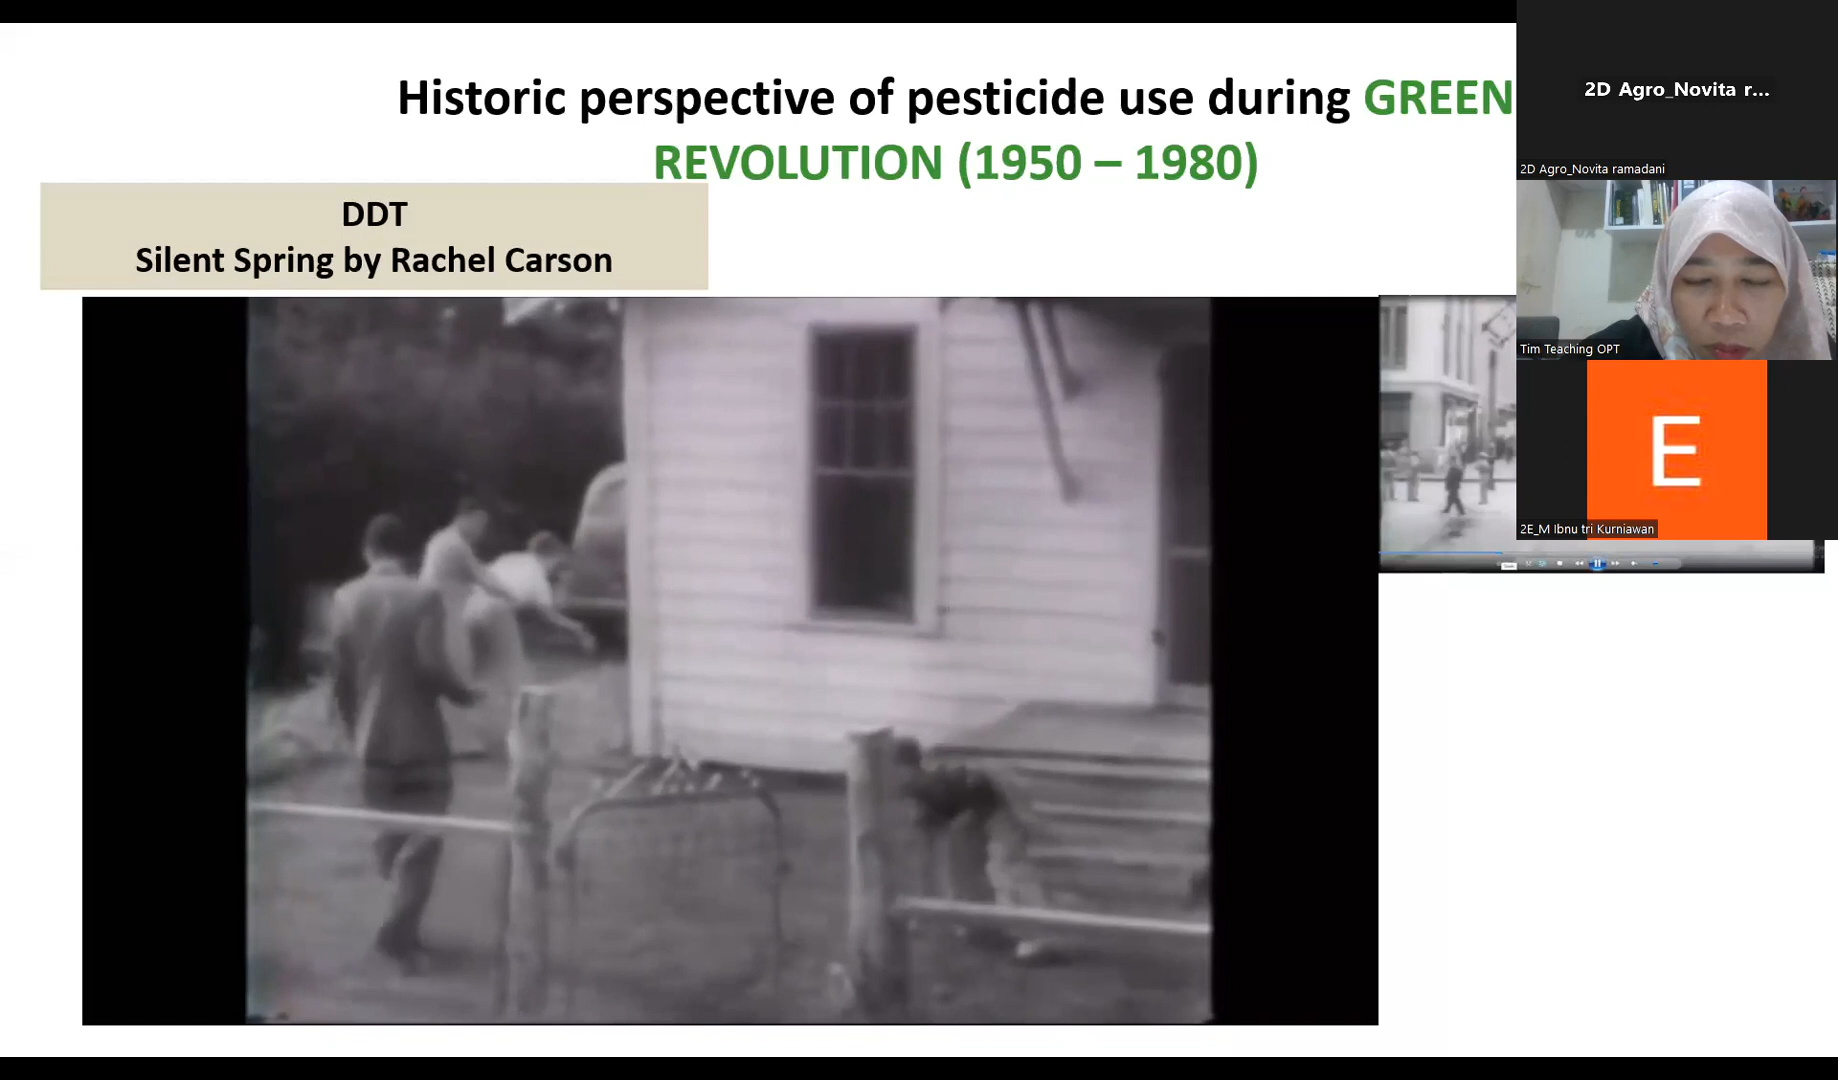 Historic perspective of pesticide use during GREEN
REVOLUTION (1950 – 1980)
DDT
Silent Spring by Rachel Carson
2D Agro_Novita r...
2D Agro_Novita ramadani
Tim Teaching OPT
E
2E_M Ibnu tri Kurniawan